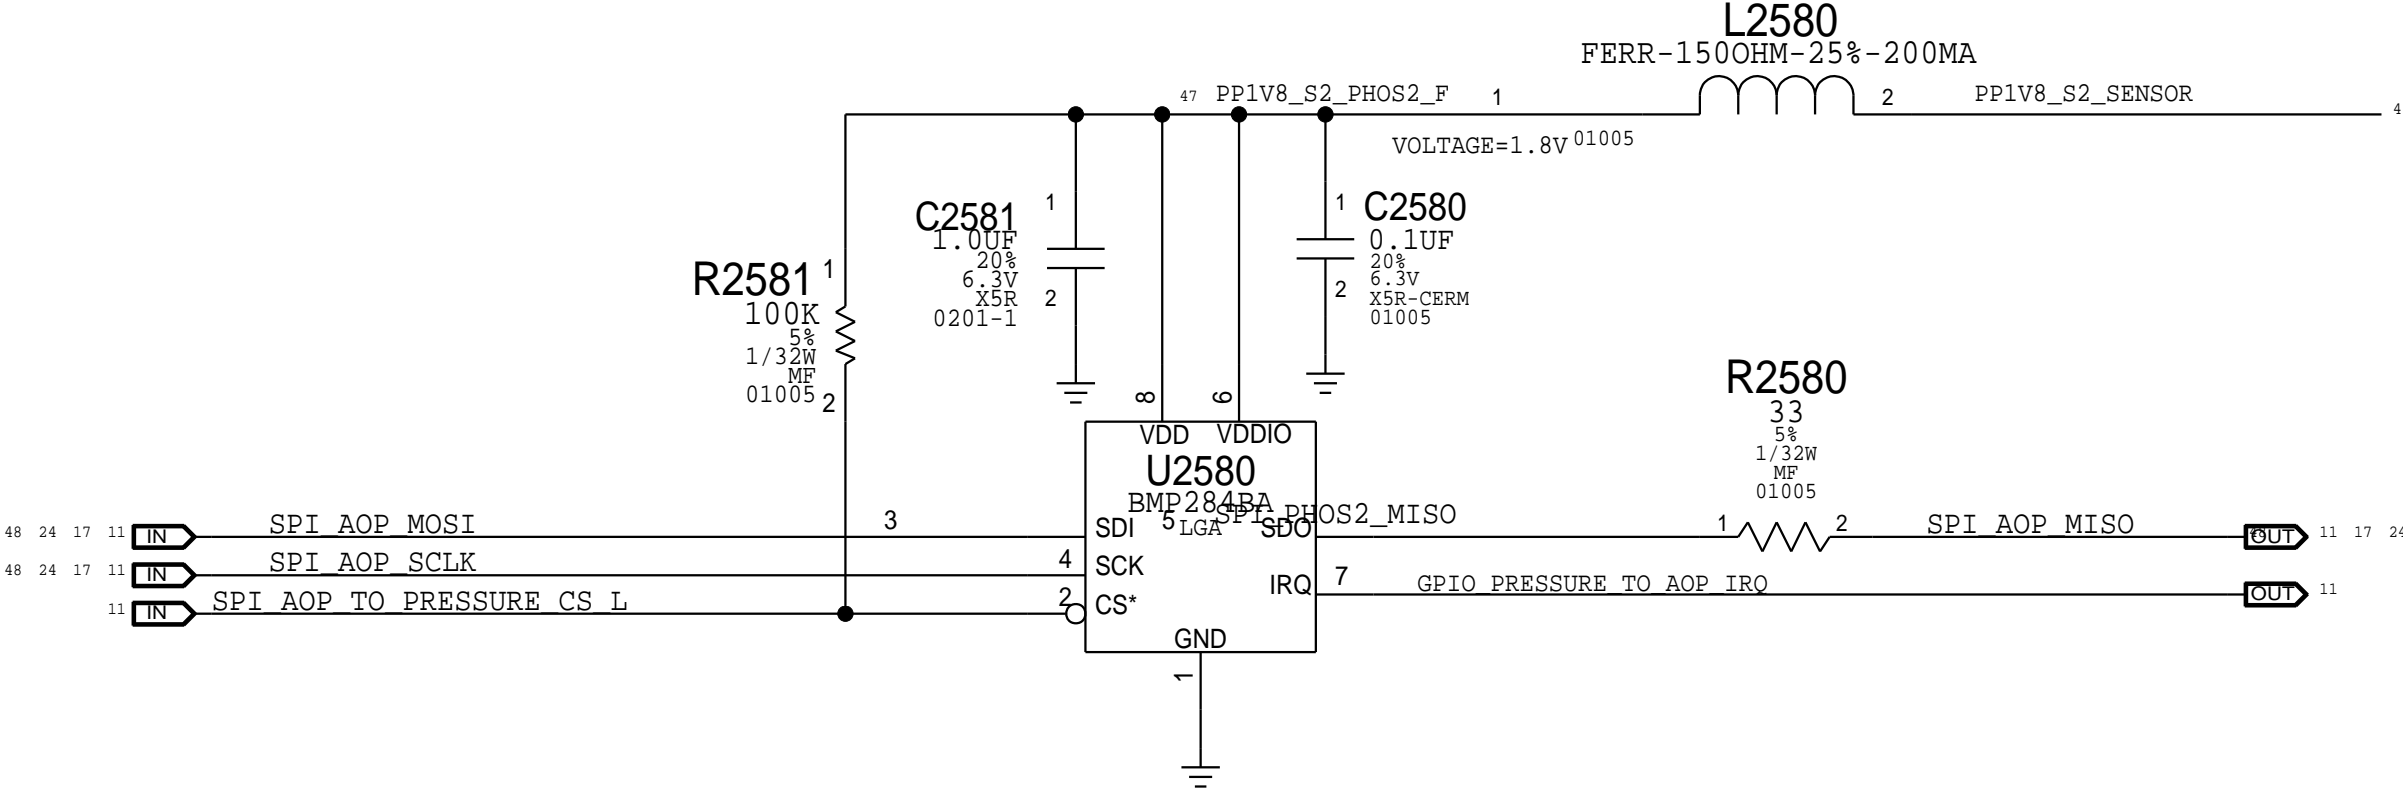 L2580
FERR-150OHM-25%-200MA
47 PP1V8_S2_PHOS2_F 1
2 PP1V8_S2_SENSOR
4
VOLTAGE=1.8V 01005
C2581 1
1.0UF
20%
6.3V
X5R 2
0201-1
1 C2580
0.1UF
20%
6.3V
2 X5R-CERM
01005
R2581 1
100K
5%
1/32W
MF
01005 2
8 6
VDD VDDIO
U2580
BMP284BA
5 LGA
SPI_PHOS2_MISO
R2580
33
5%
1/32W
MF
01005
48 24 17 11 IN SPI_AOP_MOSI 3 SDI
SDO 1 2 SPI_AOP_MISO OUT 11 17 24
48 24 17 11 IN SPI_AOP_SCLK 4 SCK
IRQ 7 GPIO_PRESSURE_TO_AOP_IRQ OUT 11
11 IN SPI_AOP_TO_PRESSURE_CS_L 2 CS*
GND
1